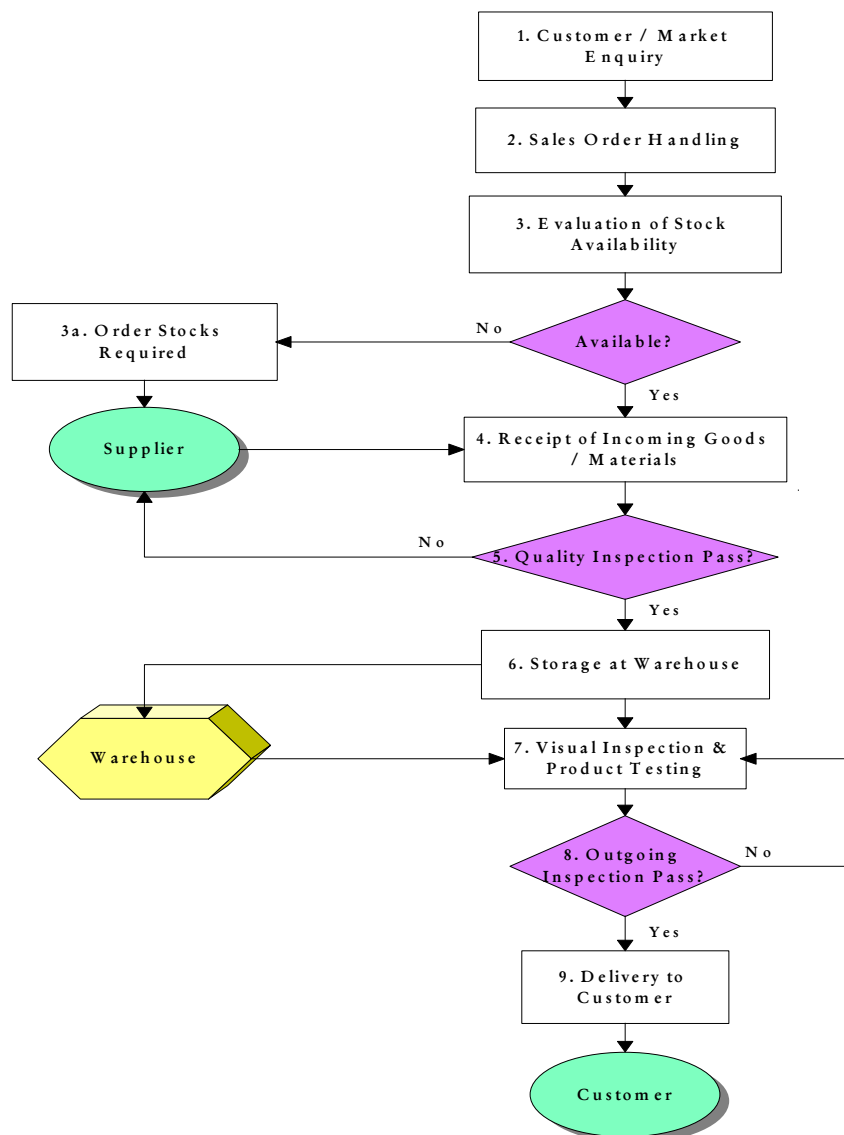 1. Customer / Market
Enquiry
2. Sales Order Handling
3. Evaluation of Stock
Availability
3a. Order Stocks
Required
No
Available?
Yes
Supplier
4. Receipt of Incoming Goods
/ Materials
No
5. Quality Inspection Pass?
Yes
6. Storage at Warehouse
Warehouse
7. Visual Inspection &
Product Testing
8. Outgoing
Inspection Pass?
No
Yes
9. Delivery to
Customer
Customer